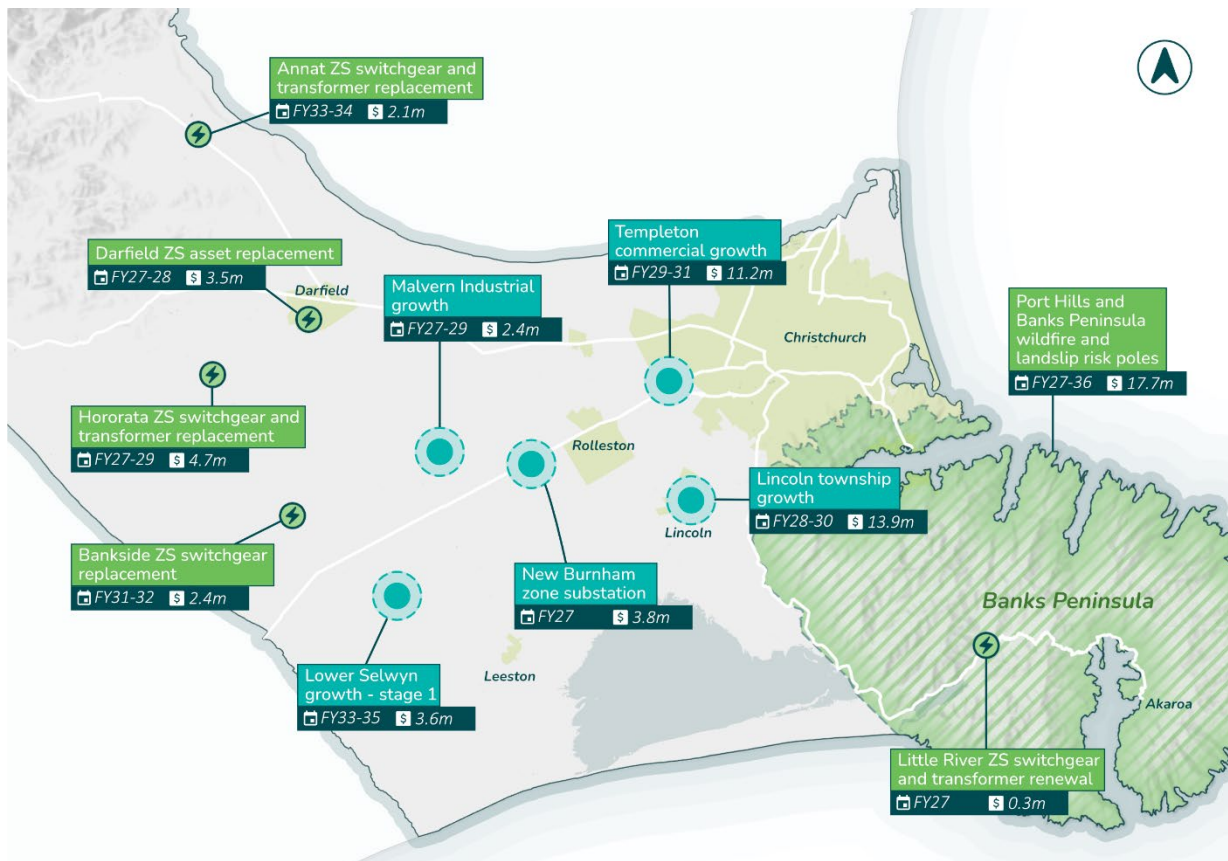 Annat ZS switchgear and
transformer replacement
FY33-34 $ 2.1m
Darfield ZS asset replacement
FY27-28 $ 3.5m
Darfield
Malvern Industrial
growth
FY27-29 $ 2.4m
Templeton
commercial growth
FY29-31 $ 11.2m
Christchurch
Port Hills and
Banks Peninsula
wildfire and
landslip risk poles
FY27-36 $ 17.7m
Hororata ZS switchgear and
transformer replacement
FY27-29 $ 4.7m
Rolleston
Lincoln township
growth
FY28-30 $ 13.9m
Lincoln
Bankside ZS switchgear
replacement
FY31-32 $ 2.4m
New Burnham
zone substation
FY27 $ 3.8m
Banks Peninsula
Lower Selwyn
growth - stage 1
FY33-35 $ 3.6m
Leeston
Akaroa
Little River ZS switchgear
and transformer renewal
FY27 $ 0.3m